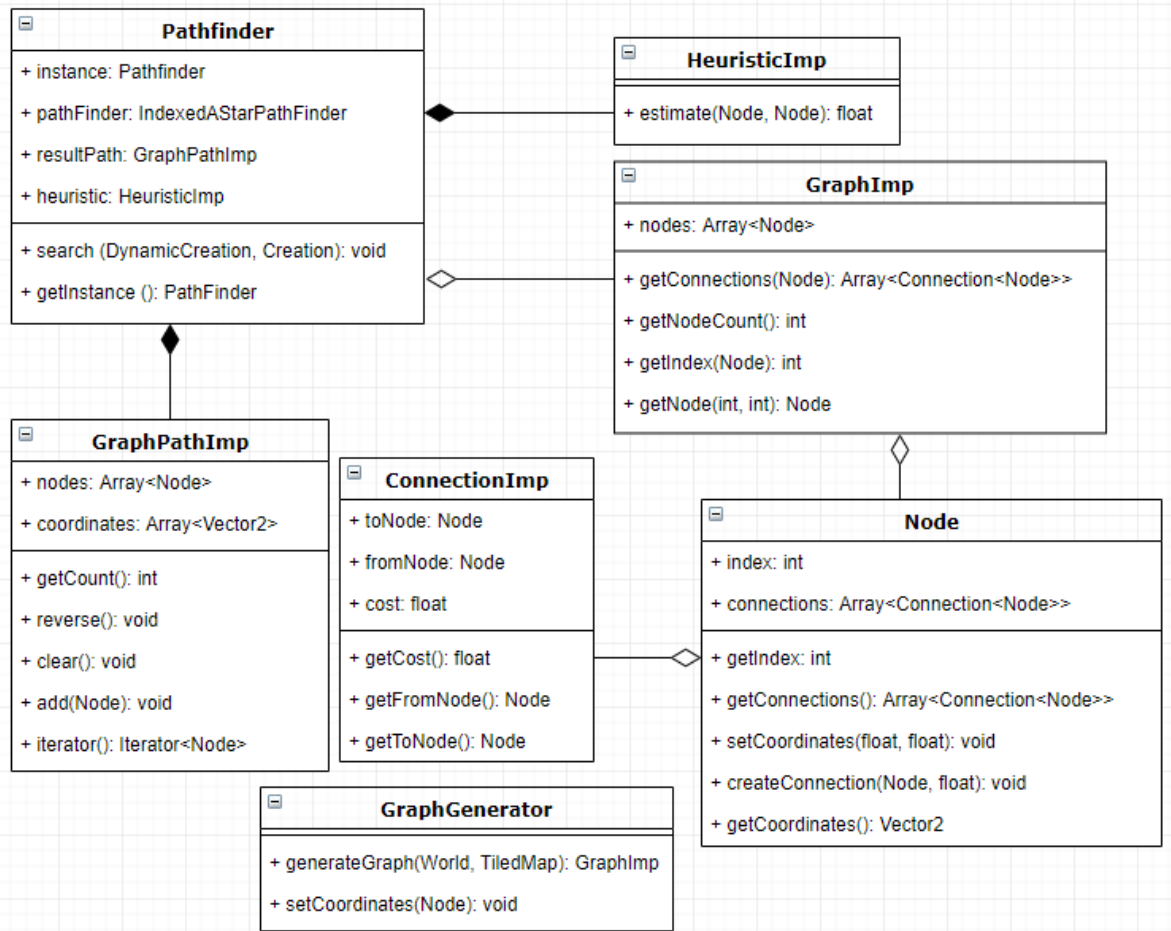 Pathfinder
+ instance: Pathfinder
+ pathFinder: IndexedAStarPathFinder
+ resultPath: GraphPathImp
+ heuristic: HeuristicImp
+ search (DynamicCreation, Creation): void
+ getInstance (): PathFinder
HeuristicImp
+ estimate(Node, Node): float
GraphImp
+ nodes: Array<Node>
+ getConnections(Node): Array<Connection<Node>>
+ getNodeCount(): int
+ getIndex(Node): int
+ getNode(int, int): Node
GraphPathImp
+ nodes: Array<Node>
+ coordinates: Array<Vector2>
+ getCount(): int
+ reverse(): void
+ clear(): void
+ add(Node): void
+ iterator(): Iterator<Node>
ConnectionImp
+ toNode: Node
+ fromNode: Node
+ cost: float
+ getCost(): float
+ getFromNode(): Node
+ getToNode(): Node
Node
+ index: int
+ connections: Array<Connection<Node>>
+ getIndex: int
+ getConnections(): Array<Connection<Node>>
+ setCoordinates(float, float): void
+ createConnection(Node, float): void
+ getCoordinates(): Vector2
GraphGenerator
+ generateGraph(World, TiledMap): GraphImp
+ setCoordinates(Node): void